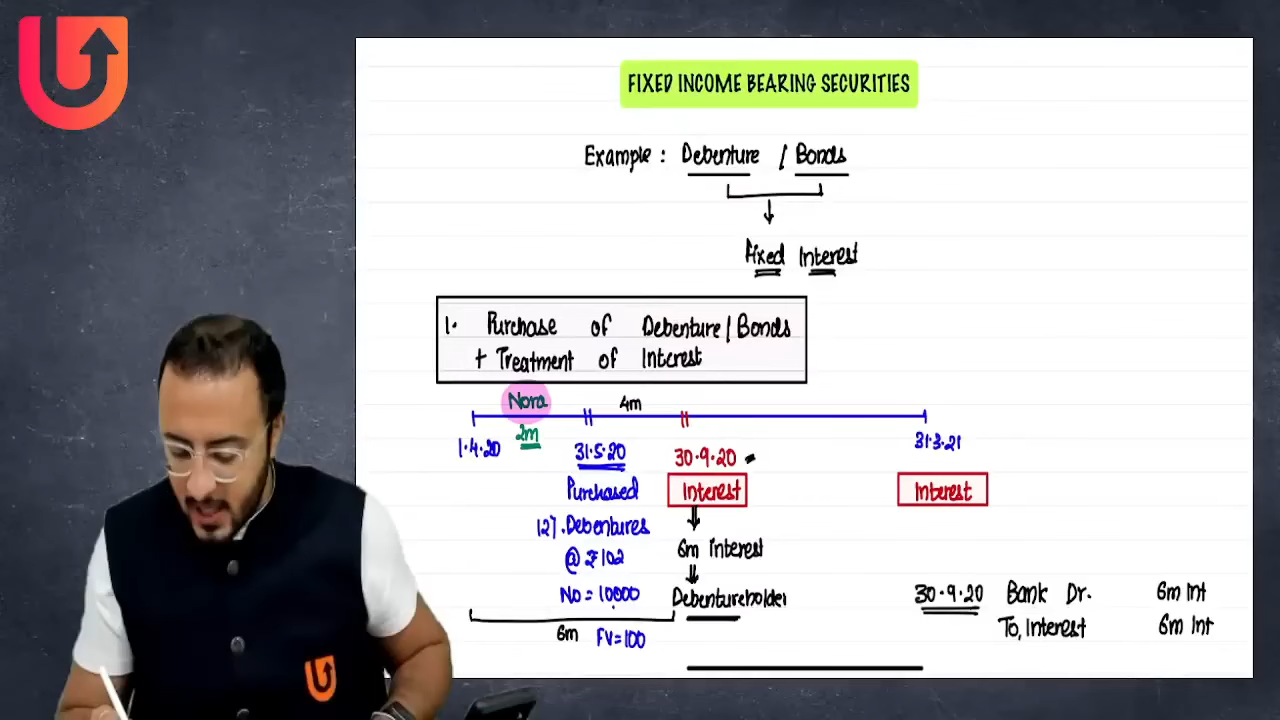 FIXED INCOME BEARING SECURITIES
Example : Debenture / Bonds
Fixed Interest
1. Purchase of Debenture / Bonds
+ Treatment of Interest
Nora 4m
2m
1.4.20 31.5.20 30.9.20 31.3.21
Purchased Interest Interest
12% Debentures
@ ₹ 102 6m Interest
No = 10000 Debentureholder
6m FV = 100
30.9.20 Bank Dr. 6m Int
To, Interest 6m Int